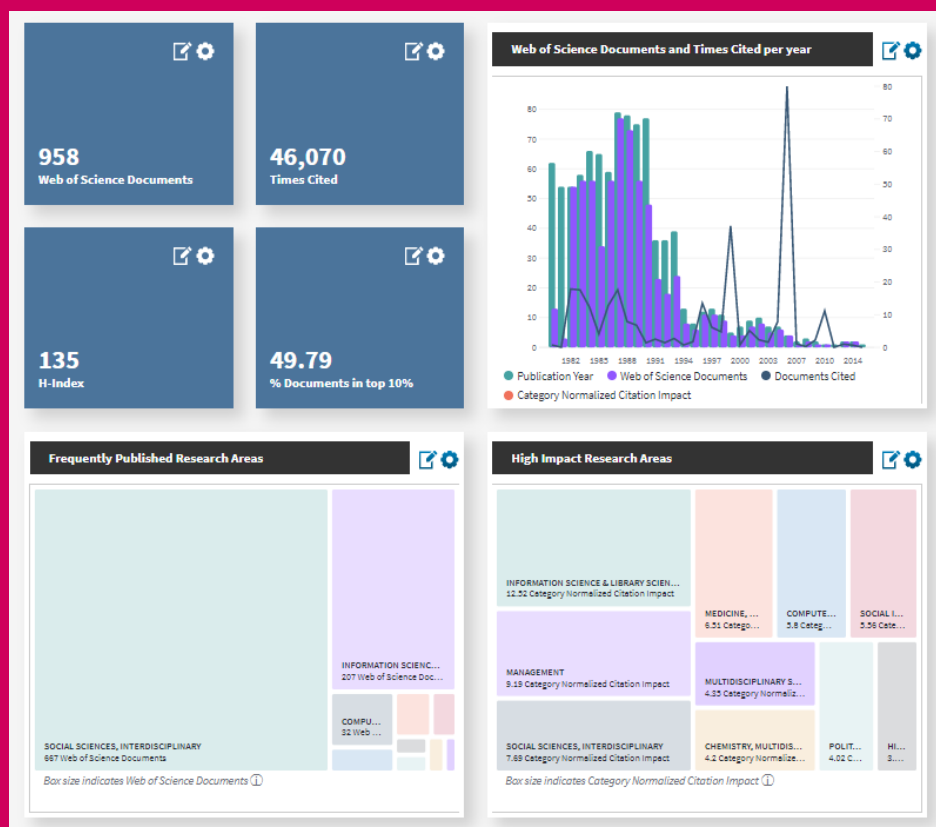 958
Web of Science Documents
46,070
Times Cited
135
H-Index
49.79
% Documents in top 10%
Web of Science Documents and Times Cited per year
80
70
60
50
40
30
20
10
0
80
70
60
50
40
30
20
10
0
1982 1985 1988 1991 1994 1997 2000 2003 2007 2010 2014
Publication Year Web of Science Documents Documents Cited
Category Normalized Citation Impact
Frequently Published Research Areas
SOCIAL SCIENCES, INTERDISCIPLINARY
667 Web of Science Documents
INFORMATION SCIENC...
207 Web of Science Doc...
COMPU...
32 Web ...
Box size indicates Web of Science Documents
High Impact Research Areas
INFORMATION SCIENCE & LIBRARY SCIEN...
12.52 Category Normalized Citation Impact
MANAGEMENT
9.19 Category Normalized Citation Impact
SOCIAL SCIENCES, INTERDISCIPLINARY
7.69 Category Normalized Citation Impact
MEDICINE, ...
6.51 Catego...
COMPUTE...
5.8 Categ...
SOCIAL I...
5.56 Cate...
MULTIDISCIPLINARY S...
4.35 Category Normaliz...
CHEMISTRY, MULTIDIS...
4.2 Category Normalize...
POLIT...
4.02 C...
HI...
3....
Box size indicates Category Normalized Citation Impact